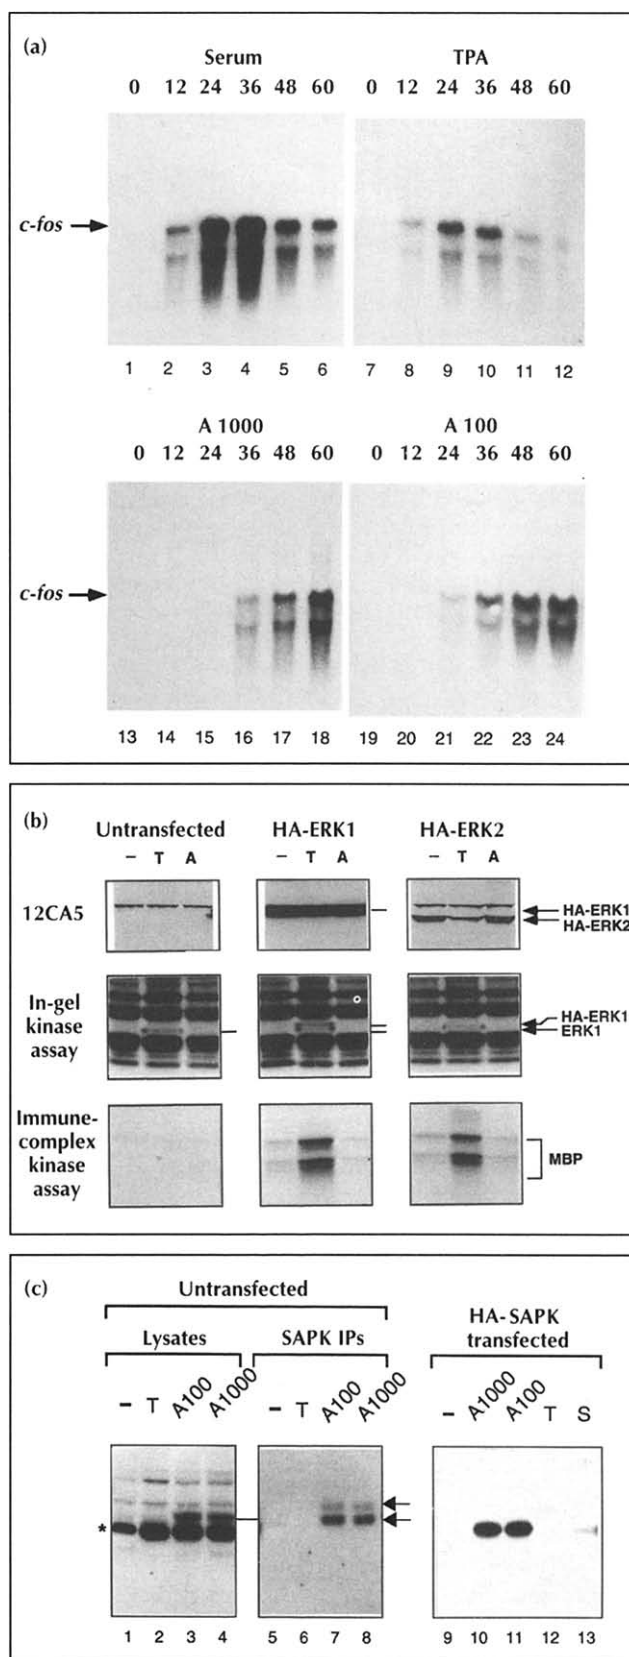 (a)
Serum TPA
0 12 24 36 48 60 0 12 24 36 48 60
c-fos
1 2 3 4 5 6 7 8 9 10 11 12
A 1000 A 100
0 12 24 36 48 60 0 12 24 36 48 60
c-fos
13 14 15 16 17 18 19 20 21 22 23 24
(b)
Untransfected HA-ERK1 HA-ERK2
– T A – T A – T A
12CA5
HA-ERK1
HA-ERK2
In-gel
kinase
assay
HA-ERK1
ERK1
Immune-
complex
kinase
assay
MBP
(c)
Untransfected
Lysates SAPK IPs
HA-SAPK
transfected
– T A100 A1000 – T A100 A1000 – A1000 A100 T S
*
1 2 3 4 5 6 7 8 9 10 11 12 13